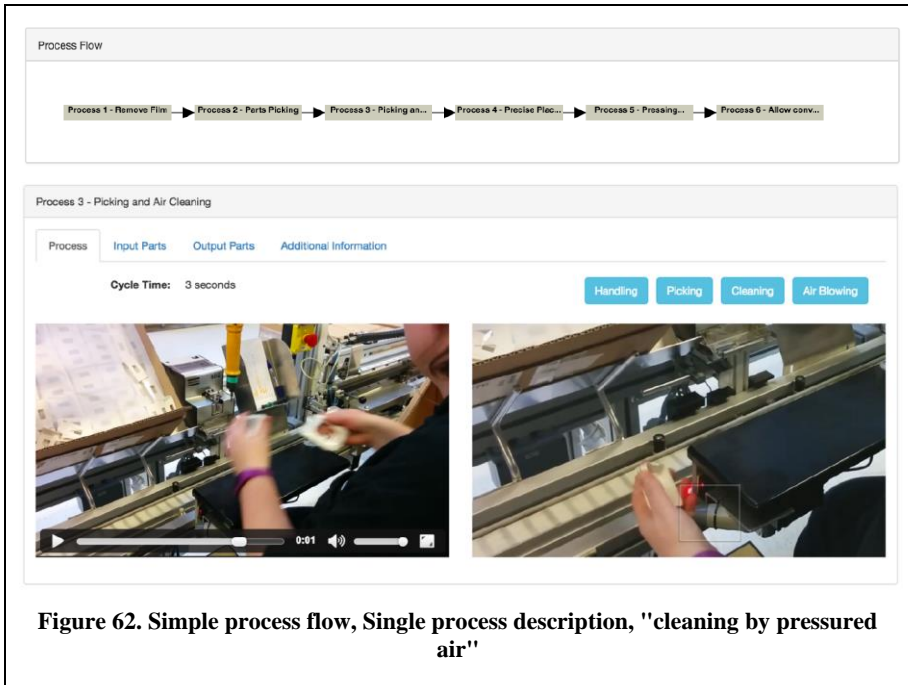 Process Flow
Process 1 - Remove Film
Process 2 - Parts Picking
Process 3 - Picking an...
Process 4 - Precise Plac...
Process 5 - Pressing...
Process 6 - Allow conv...
Process 3 - Picking and Air Cleaning
Process Input Parts Output Parts Additional Information
Cycle Time: 3 seconds
Handling Picking Cleaning Air Blowing
0:01
Figure 62. Simple process flow, Single process description, "cleaning by pressured
air"